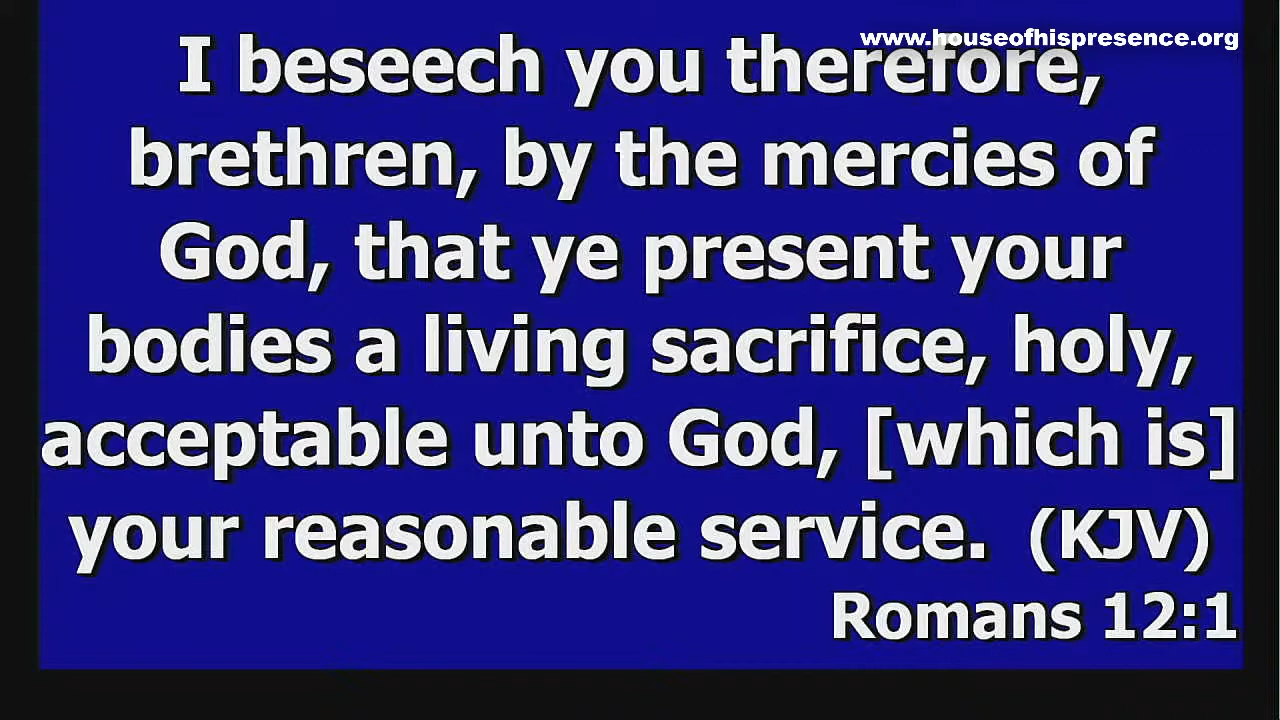 www.houseofhispresence.org
I beseech you therefore,
brethren, by the mercies of
God, that ye present your
bodies a living sacrifice, holy,
acceptable unto God, [which is]
your reasonable service.  (KJV)
Romans 12:1